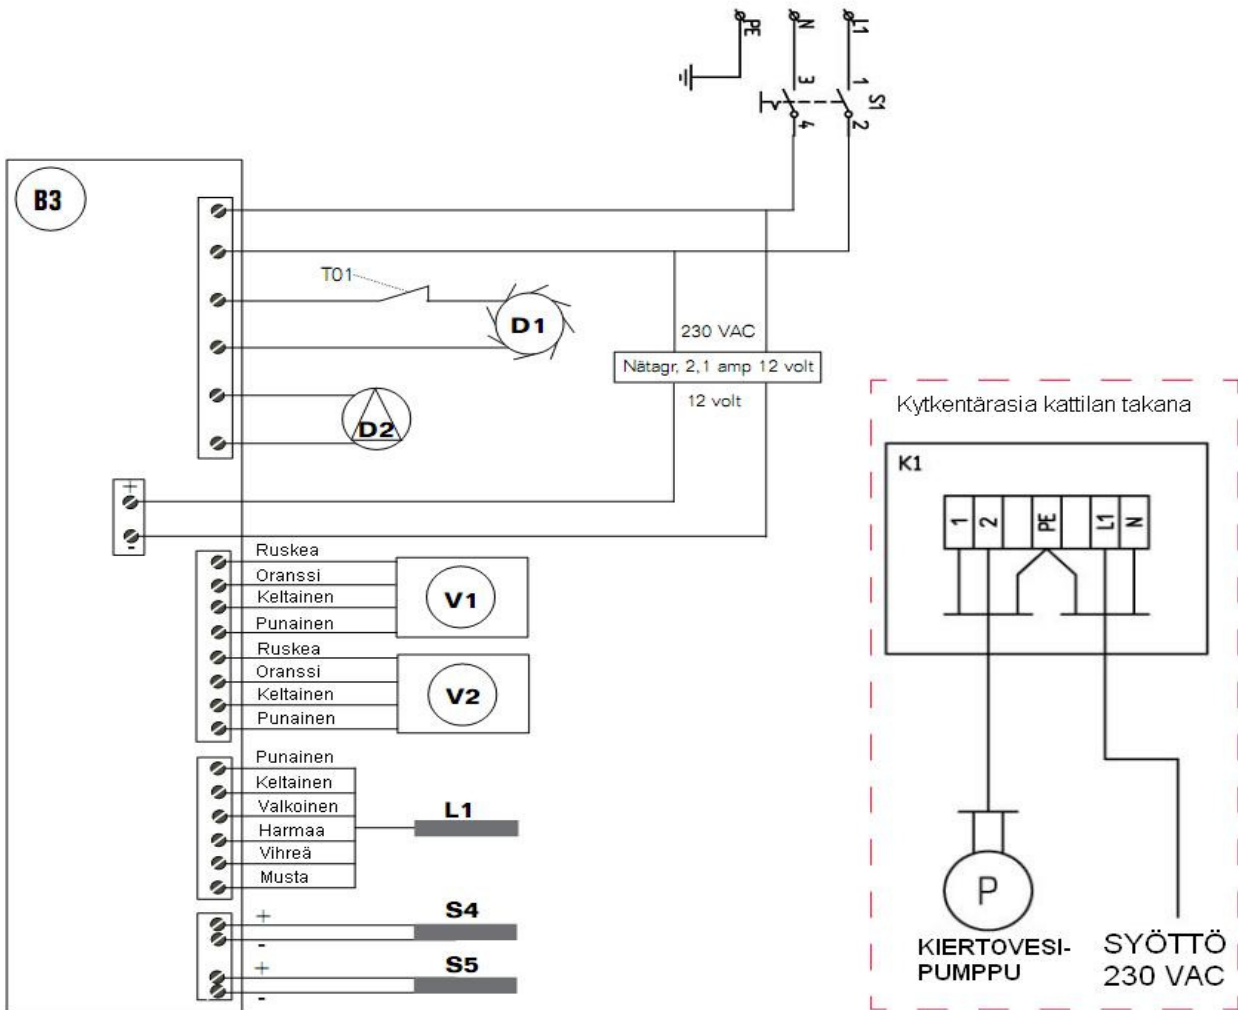 PE
N
L1
3
1
S1
4
2
B3
T01
D1
230 VAC
Nätagr, 2,1 amp 12 volt
12 volt
D2
+
-
Ruskea
Oranssi
Keltainen
Punainen
V1
Ruskea
Oranssi
Keltainen
Punainen
V2
Punainen
Keltainen
Valkoinen
Harmaa
Vihreä
Musta
L1
+
-
S4
+
-
S5
Kytkentärasia kattilan takana
K1
1
2
PE
L1
N
P
KIERTOVESI-
PUMPPU
SYÖTTÖ
230 VAC